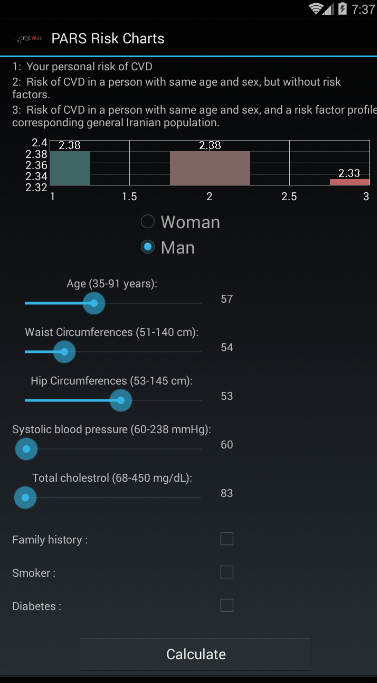 7:37
PARS Risk Charts
1: Your personal risk of CVD
2: Risk of CVD in a person with same age and sex, but without risk
factors.
3: Risk of CVD in a person with same age and sex, and a risk factor profile
corresponding general Iranian population.
2.4
2.38
2.36
2.34
2.32
2.38
2.38
2.33
1 1.5 2 2.5 3
Woman
Man
Age (35-91 years):
57
Waist Circumferences (51-140 cm):
54
Hip Circumferences (53-145 cm):
53
Systolic blood pressure (60-238 mmHg):
60
Total cholestrol (68-450 mg/dL):
83
Family history :
Smoker :
Diabetes :
Calculate